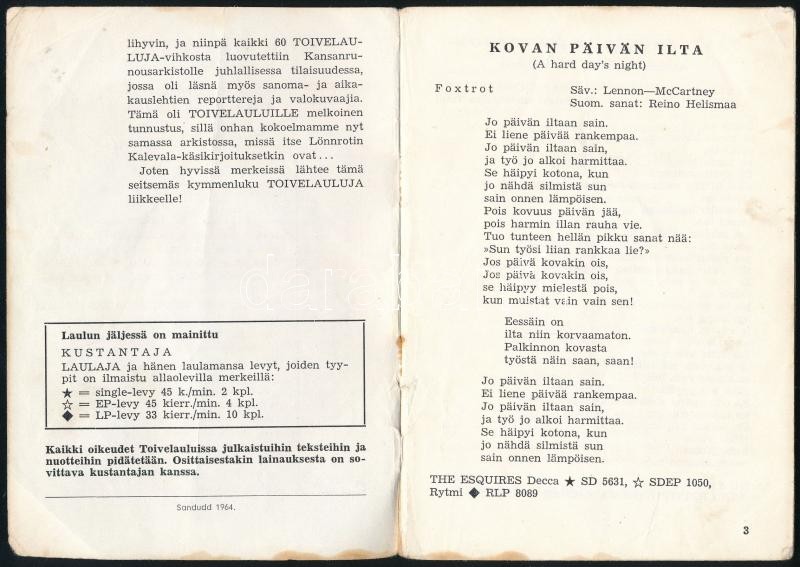 lihyvin, ja niinpä kaikki 60 TOIVELAU-
LUJA-vihkosta luovutettiin Kansanru-
nousarkistolle juhlallisessa tilaisuudessa,
jossa oli läsnä myös sanoma- ja aika-
kauslehtien reporttereja ja valokuvaajia.
Tämä oli TOIVELAULUILLE melkoinen
tunnustus, sillä onhan kokoelmamme nyt
samassa arkistossa, missä itse Lönnrotin
Kalevala-käsikirjoituksetkin ovat...
Joten hyvissä merkeissä lähtee tämä
seitsemäs kymmenluku TOIVELAULUJA
liikkeelle!
Laulun jäljessä on mainittu
KUSTANTAJA
LAULAJA ja hänen laulamansa levyt, joiden tyy-
pit on ilmaistu allaolevilla merkeillä:
★ = single-levy 45 k./min. 2 kpl.
☆ = EP-levy 45 kierr./min. 4 kpl.
◆ = LP-levy 33 kierr./min. 10 kpl.
Kaikki oikeudet Toivelauluissa julkaistuihin teksteihin ja
nuotteihin pidätetään. Osittaisestakin lainauksesta on so-
vittava kustantajan kanssa.
Sandudd 1964.
KOVAN PÄIVÄN ILTA
(A hard day's night)
Foxtrot Säv.: Lennon—McCartney
Suom. sanat: Reino Helismaa
Jo päivän iltaan sain.
Ei liene päivää rankempaa.
Jo päivän iltaan sain,
ja työ jo alkoi harmittaa.
Se häipyi kotona, kun
jo nähdä silmistä sun
sain onnen lämpöisen.
Pois kovuus päivän jää,
pois harmin illan rauha vie.
Tuo tunteen hellän pikku sanat nää:
»Sun työsi liian rankkaa lie?»
Jos päivä kovakin ois,
Jos päivä kovakin ois,
se häipyy mielestä pois,
kun muistat vain vain sen!
Eessäin on
ilta niin korvaamaton.
Palkinnon kovasta
työstä näin saan, saan!
Jo päivän iltaan sain.
Ei liene päivää rankempaa.
Jo päivän iltaan sain,
ja työ jo alkoi harmittaa.
Se häipyi kotona, kun
jo nähdä silmistä sun
sain onnen lämpöisen.
THE ESQUIRES Decca ★ SD 5631, ☆ SDEP 1050,
Rytmi ◆ RLP 8089
3